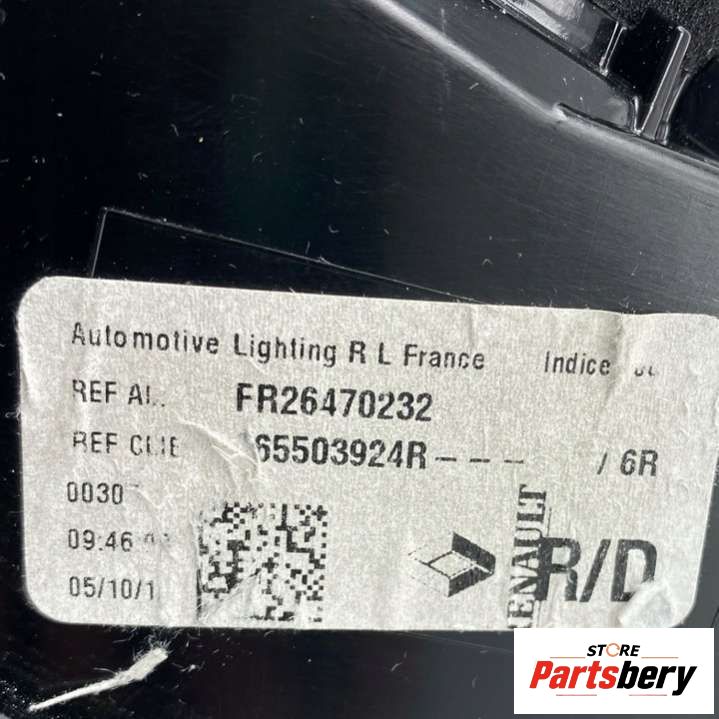 Automotive Lighting R L France Indice
REF AL. FR26470232
REF CLIE 65503924R--- / 6R
0030
09:46
05/10/1
RENAULT
R/D
STORE
Partsbery